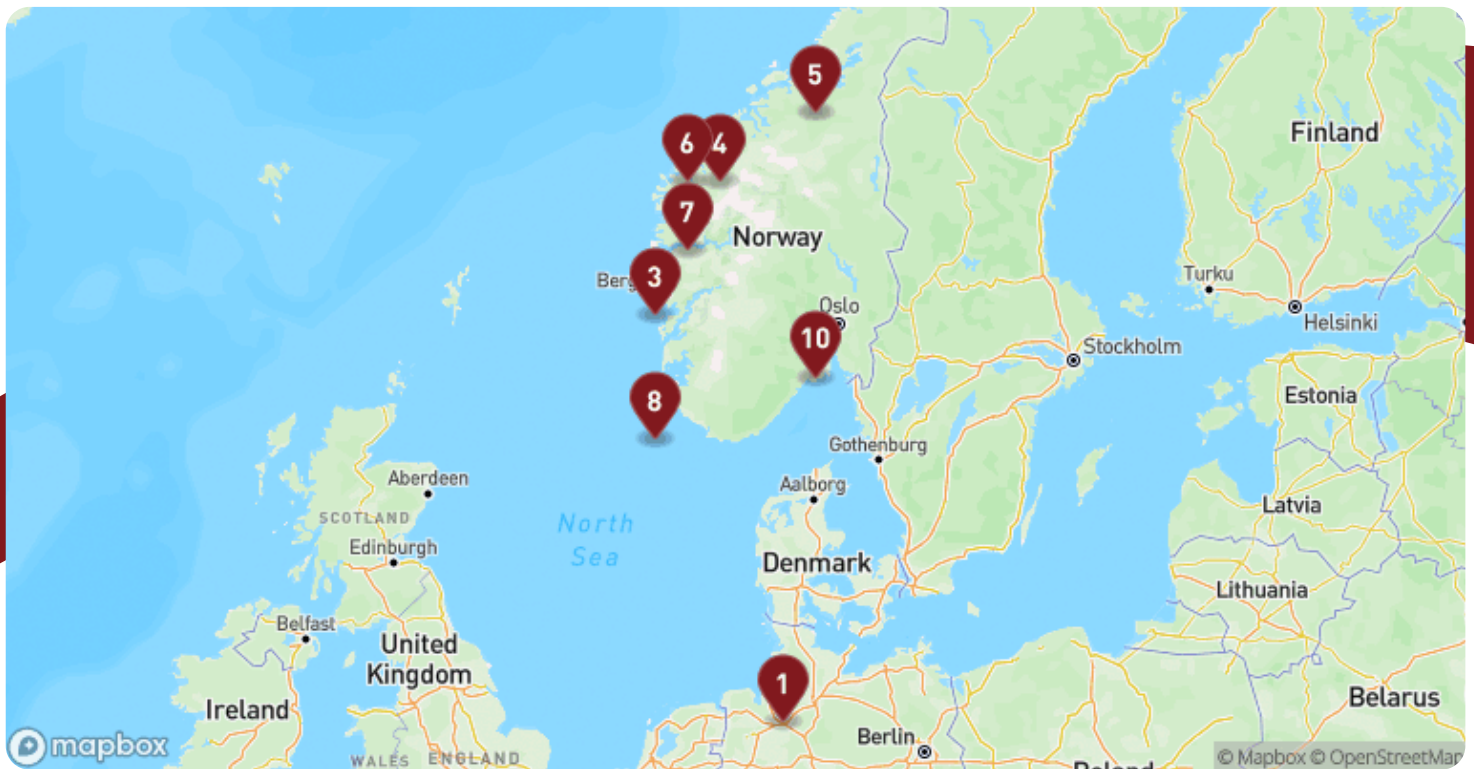 5
6
4
Finland
7
Norway
3
Turku
Oslo
Helsinki
10
Stockholm
8
Estonia
Gothenburg
Aberdeen
Aalborg
SCOTLAND
Latvia
North
Sea
Edinburgh
Denmark
Lithuania
Belfast
United
Kingdom
1
Ireland
Belarus
Berlin
mapbox
WALES
ENGLAND
© Mapbox © OpenStreetMap